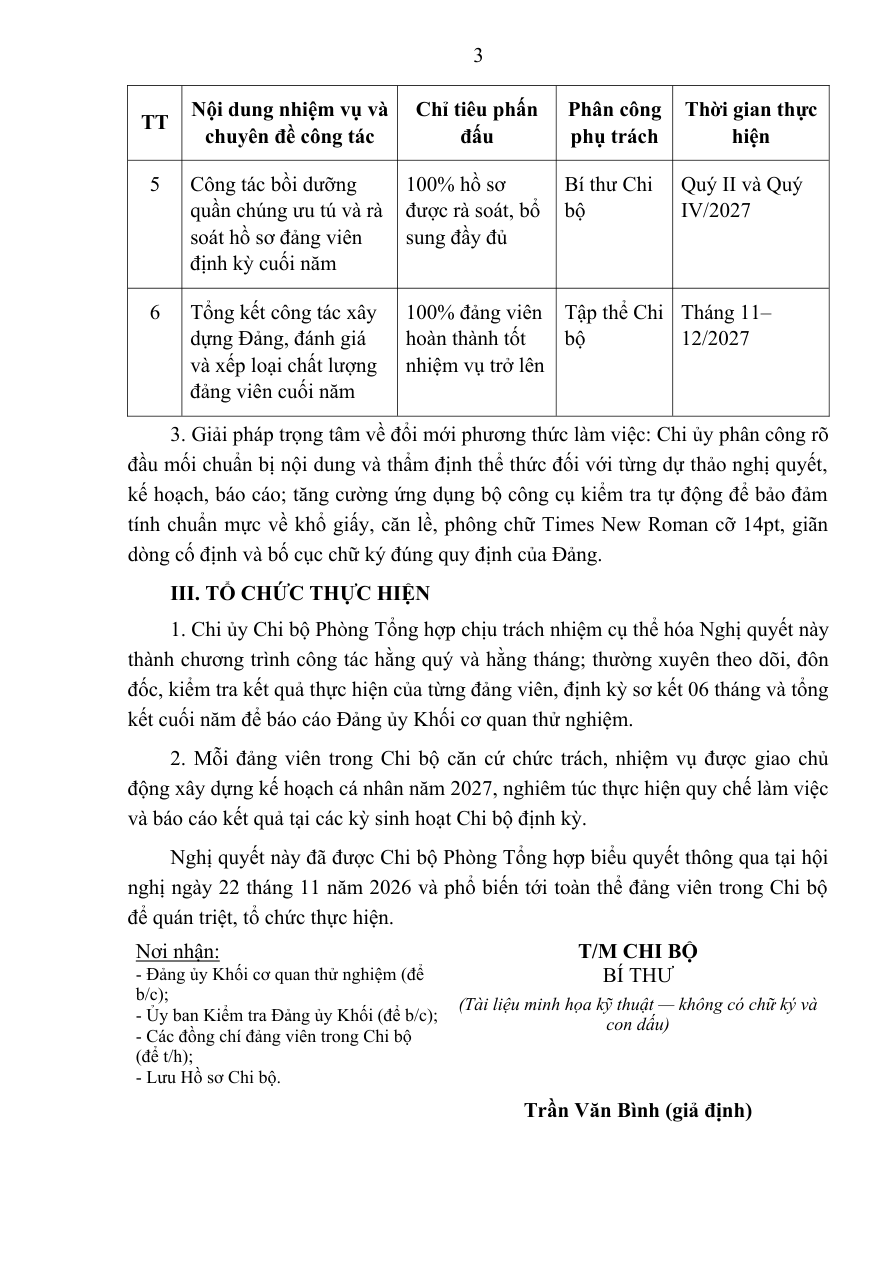 3
TT
Nội dung nhiệm vụ và
chuyên đề công tác
Chỉ tiêu phấn
đấu
Phân công
phụ trách
Thời gian thực
hiện
5
Công tác bồi dưỡng
quần chúng ưu tú và rà
soát hồ sơ đảng viên
định kỳ cuối năm
100% hồ sơ
được rà soát, bổ
sung đầy đủ
Bí thư Chi
bộ
Quý II và Quý
IV/2027
6
Tổng kết công tác xây
dựng Đảng, đánh giá
và xếp loại chất lượng
đảng viên cuối năm
100% đảng viên
hoàn thành tốt
nhiệm vụ trở lên
Tập thể Chi
bộ
Tháng 11–
12/2027
3. Giải pháp trọng tâm về đổi mới phương thức làm việc: Chi ủy phân công rõ
đầu mối chuẩn bị nội dung và thẩm định thể thức đối với từng dự thảo nghị quyết,
kế hoạch, báo cáo; tăng cường ứng dụng bộ công cụ kiểm tra tự động để bảo đảm
tính chuẩn mực về khổ giấy, căn lề, phông chữ Times New Roman cỡ 14pt, giãn
dòng cố định và bố cục chữ ký đúng quy định của Đảng.
III. TỔ CHỨC THỰC HIỆN
1. Chi ủy Chi bộ Phòng Tổng hợp chịu trách nhiệm cụ thể hóa Nghị quyết này
thành chương trình công tác hằng quý và hằng tháng; thường xuyên theo dõi, đôn
đốc, kiểm tra kết quả thực hiện của từng đảng viên, định kỳ sơ kết 06 tháng và tổng
kết cuối năm để báo cáo Đảng ủy Khối cơ quan thử nghiệm.
2. Mỗi đảng viên trong Chi bộ căn cứ chức trách, nhiệm vụ được giao chủ
động xây dựng kế hoạch cá nhân năm 2027, nghiêm túc thực hiện quy chế làm việc
và báo cáo kết quả tại các kỳ sinh hoạt Chi bộ định kỳ.
Nghị quyết này đã được Chi bộ Phòng Tổng hợp biểu quyết thông qua tại hội
nghị ngày 22 tháng 11 năm 2026 và phổ biến tới toàn thể đảng viên trong Chi bộ
để quán triệt, tổ chức thực hiện.
Nơi nhận:
- Đảng ủy Khối cơ quan thử nghiệm (để
b/c);
- Ủy ban Kiểm tra Đảng ủy Khối (để b/c);
- Các đồng chí đảng viên trong Chi bộ
(để t/h);
- Lưu Hồ sơ Chi bộ.
T/M CHI BỘ
BÍ THƯ
(Tài liệu minh họa kỹ thuật — không có chữ ký và
con dấu)
Trần Văn Bình (giả định)